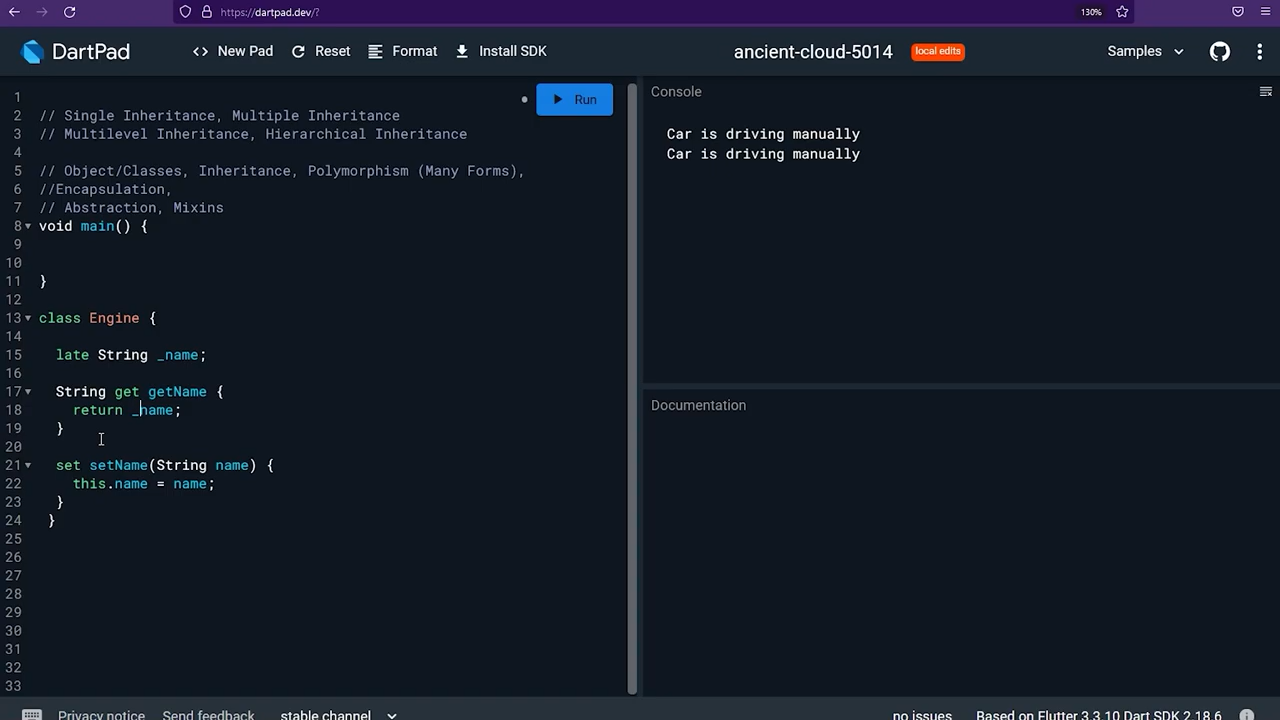 https://dartpad.dev/?
130%
DartPad
<> New Pad
Reset
Format
Install SDK
ancient-cloud-5014
local edits
Samples
Run
1
2 // Single Inheritance, Multiple Inheritance
3 // Multilevel Inheritance, Hierarchical Inheritance
4
5 // Object/Classes, Inheritance, Polymorphism (Many Forms),
6 //Encapsulation,
7 // Abstraction, Mixins
8 void main() {
9
10
11 }
12
13 class Engine {
14
15 late String _name;
16
17 String get getName {
18 return _name;
19 }
20
21 set setName(String name) {
22 this.name = name;
23 }
24 }
25
26
27
28
29
30
31
32
33
Console
Car is driving manually
Car is driving manually
Documentation
Privacy notice
Send feedback
stable channel
no issues
Based on Flutter 3.3.10 Dart SDK 2.18.6